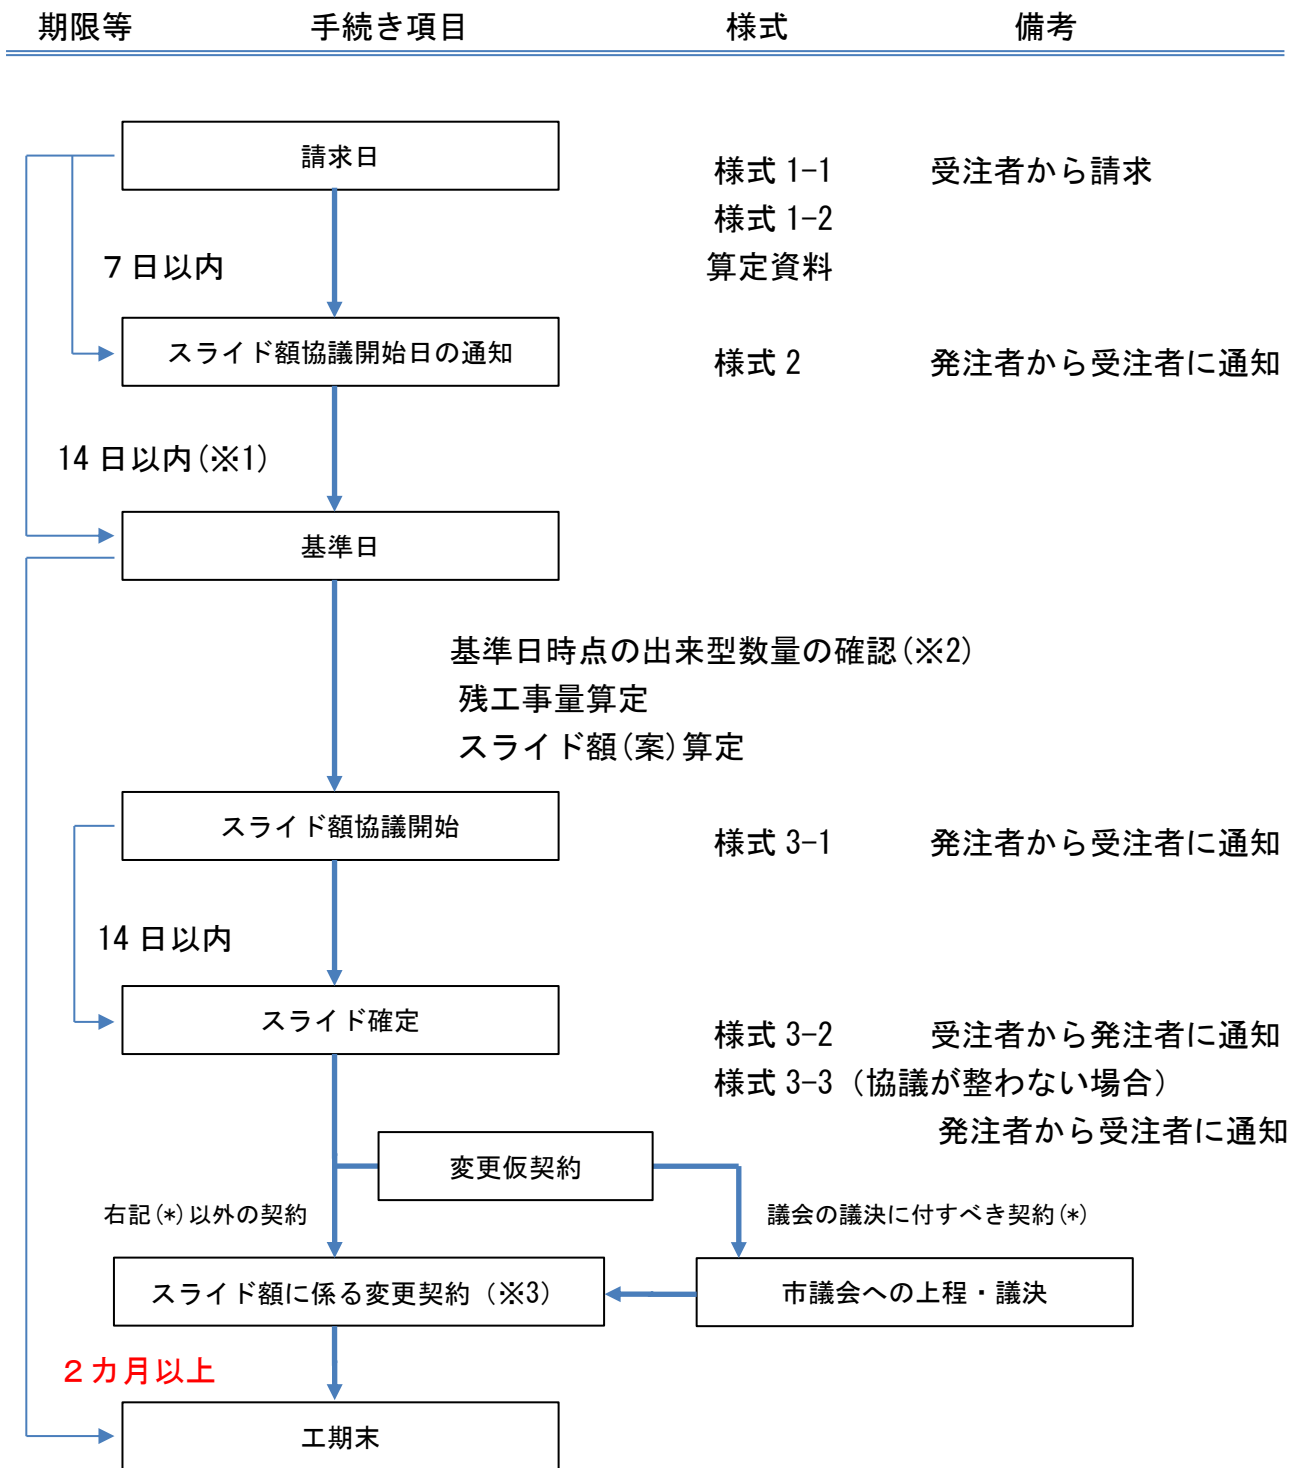 期限等 手続き項目 様式 備考
請求日
様式 1-1 受注者から請求
様式 1-2
7日以内
算定資料
スライド額協議開始日の通知
様式 2 発注者から受注者に通知
14 日以内(※1)
基準日
基準日時点の出来型数量の確認(※2)
残工事量算定
スライド額(案)算定
スライド額協議開始
様式 3-1 発注者から受注者に通知
14 日以内
スライド確定
様式 3-2 受注者から発注者に通知
様式 3-3（協議が整わない場合）
発注者から受注者に通知
変更仮契約
右記(*)以外の契約
議会の議決に付すべき契約(*)
スライド額に係る変更契約（※3）
市議会への上程・議決
2カ月以上
工期末